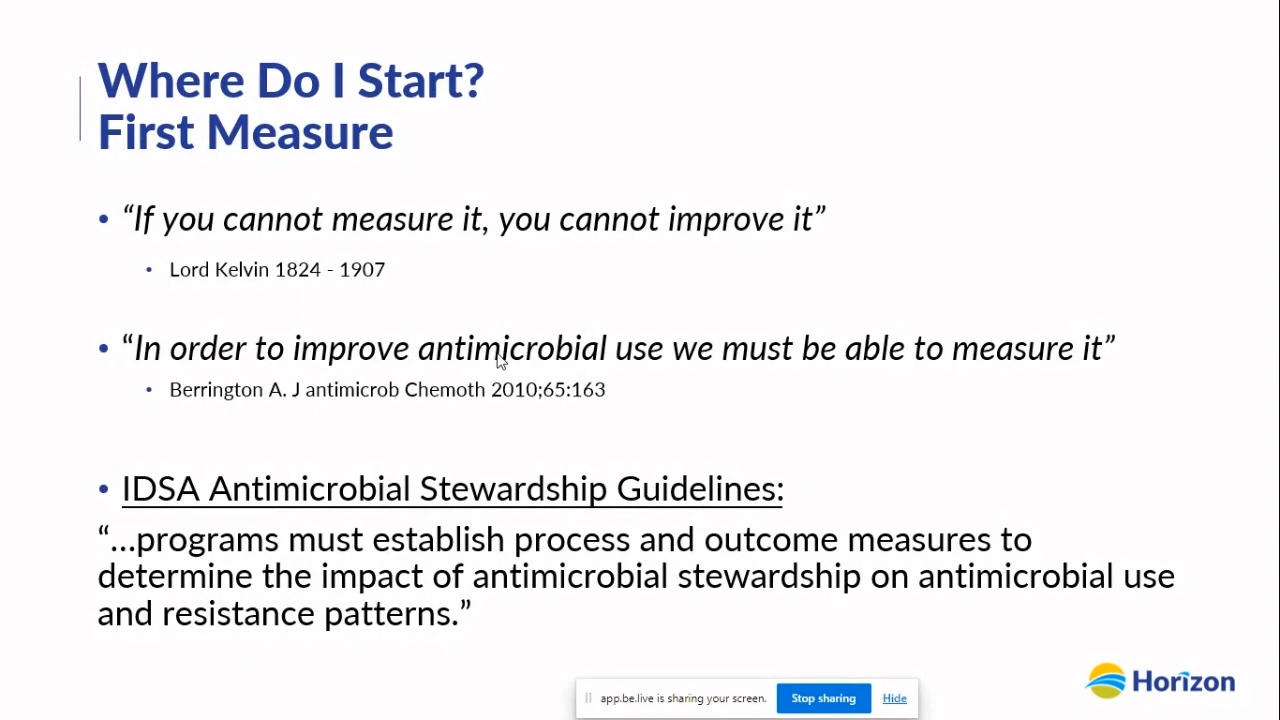 Where Do I Start?
First Measure
• “If you cannot measure it, you cannot improve it”
• Lord Kelvin 1824 - 1907
• “In order to improve antimicrobial use we must be able to measure it”
• Berrington A. J antimicrob Chemoth 2010;65:163
• IDSA Antimicrobial Stewardship Guidelines:
“...programs must establish process and outcome measures to
determine the impact of antimicrobial stewardship on antimicrobial use
and resistance patterns.”
Horizon
app.be.live is sharing your screen. Stop sharing Hide